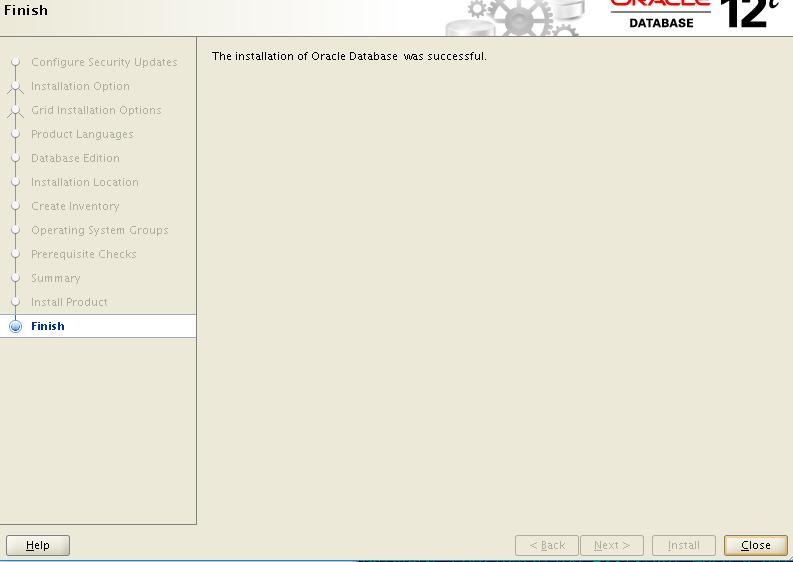 Finish
ORACLE
DATABASE
12c
Configure Security Updates
Installation Option
Grid Installation Options
Product Languages
Database Edition
Installation Location
Create Inventory
Operating System Groups
Prerequisite Checks
Summary
Install Product
Finish
The installation of Oracle Database was successful.
Help
< Back
Next >
Install
Close